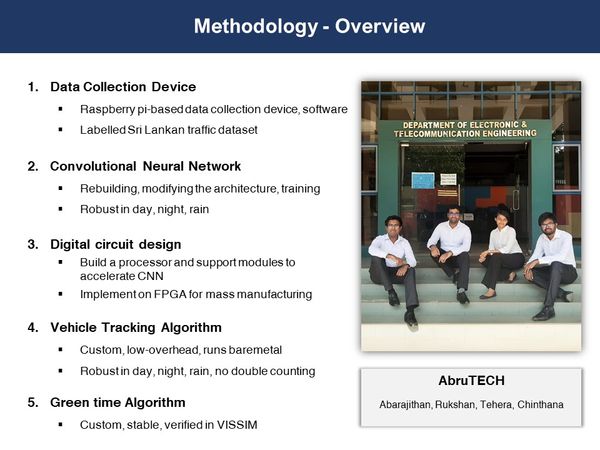 Methodology - Overview
1. Data Collection Device
▪ Raspberry pi-based data collection device, software
▪ Labelled Sri Lankan traffic dataset
2. Convolutional Neural Network
▪ Rebuilding, modifying the architecture, training
▪ Robust in day, night, rain
3. Digital circuit design
▪ Build a processor and support modules to
accelerate CNN
▪ Implement on FPGA for mass manufacturing
4. Vehicle Tracking Algorithm
▪ Custom, low-overhead, runs baremetal
▪ Robust in day, night, rain, no double counting
5. Green time Algorithm
▪ Custom, stable, verified in VISSIM
DEPARTMENT OF ELECTRONIC &
TELECOMMUNICATION ENGINEERING
AbruTECH
Abarajithan, Rukshan, Tehera, Chinthana